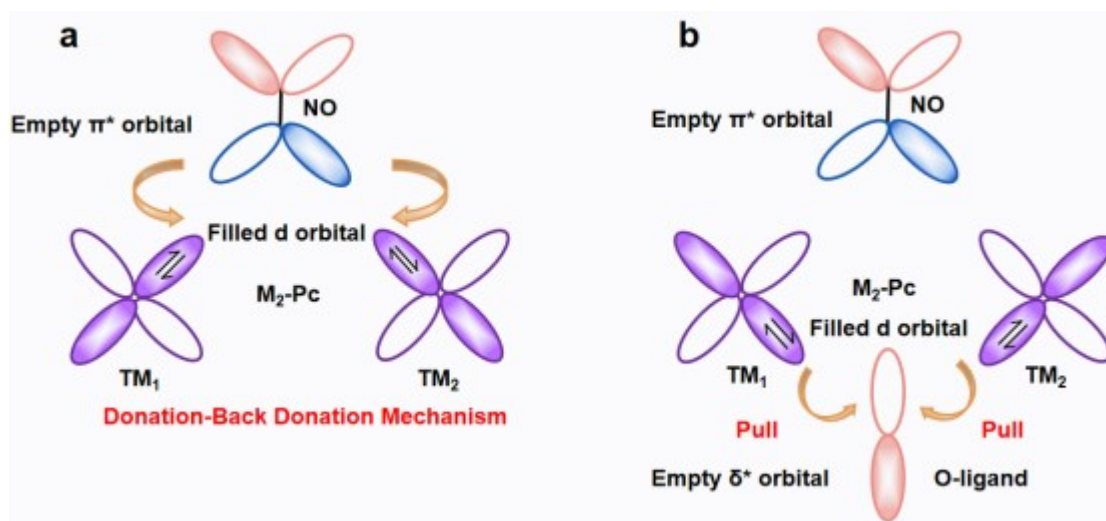 a
NO
Empty π* orbital
Filled d orbital
M₂-Pc
TM₁
TM₂
Donation-Back Donation Mechanism
b
NO
Empty π* orbital
M₂-Pc
Filled d orbital
TM₁
TM₂
Pull
Pull
Empty δ* orbital
O-ligand